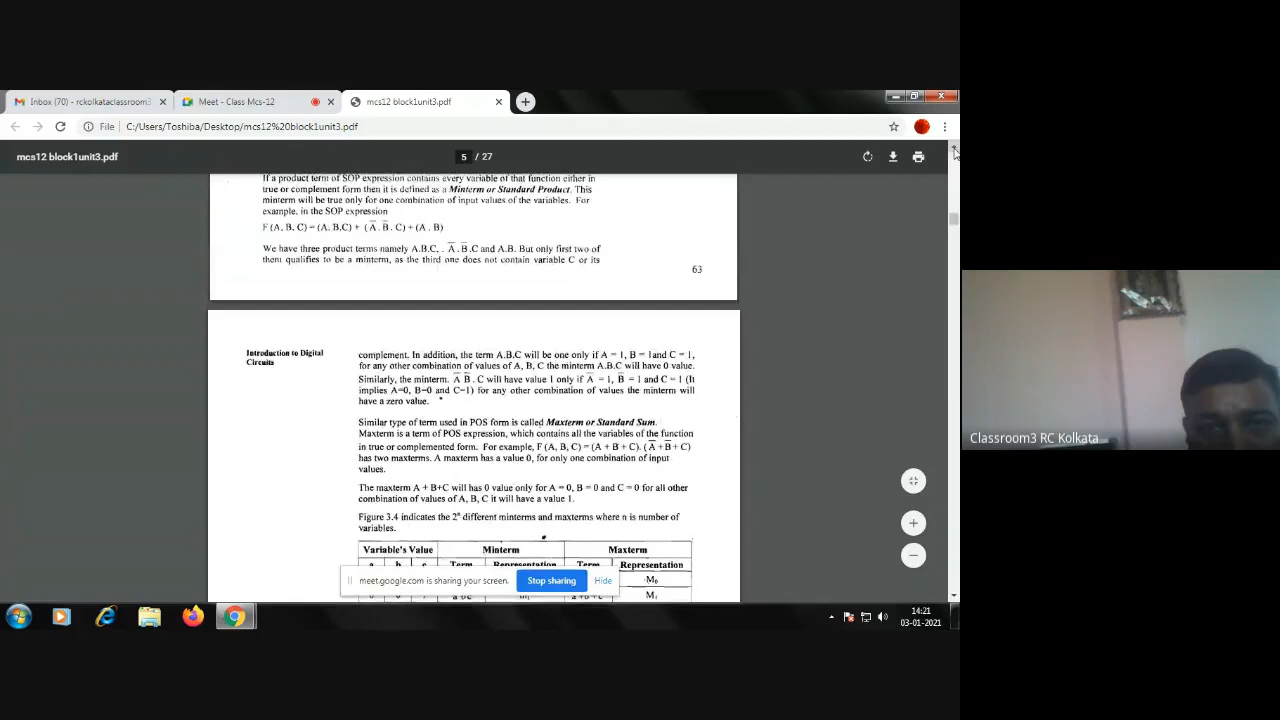 Inbox (70) - rckolkataclassroom3
Meet - Class Mcs-12
mcs12 block1unit3.pdf
File
C:/Users/Toshiba/Desktop/mcs12%20block1unit3.pdf
mcs12 block1unit3.pdf
5 / 27
If a product term of SOP expression contains every variable of that function either in
true or complement form then it is defined as a Minterm or Standard Product. This
minterm will be true only for one combination of input values of the variables. For
example, in the SOP expression
F (A, B, C) = (A. B.C) + (A̅ . B̅. C) + (A . B)
We have three product terms namely A.B.C, . A̅ . B̅.C and A.B. But only first two of
them qualifies to be a minterm, as the third one does not contain variable C or its
63
Introduction to Digital
Circuits
complement. In addition, the term A.B.C will be one only if A = 1, B = 1and C = 1,
for any other combination of values of A, B, C the minterm A.B.C will have 0 value.
Similarly, the minterm. A̅ B̅ . C will have value 1 only if A̅ = 1, B̅ = 1 and C = 1 (It
implies A=0, B=0 and C=1) for any other combination of values the minterm will
have a zero value.
Similar type of term used in POS form is called Maxterm or Standard Sum.
Maxterm is a term of POS expression, which contains all the variables of the function
in true or complemented form. For example, F (A, B, C) = (A + B + C). (A̅ + B̅ + C)
has two maxterms. A maxterm has a value 0, for only one combination of input
values.
The maxterm A + B+C will has 0 value only for A = 0, B = 0 and C = 0 for all other
combination of values of A, B, C it will have a value 1.
Figure 3.4 indicates the 2ⁿ different minterms and maxterms where n is number of
variables.
Variable's Value Minterm Maxterm
a b c Term Representation Term Representation
M₀
M₁
meet.google.com is sharing your screen.
Stop sharing
Hide
Classroom3 RC Kolkata
14:21
03-01-2021